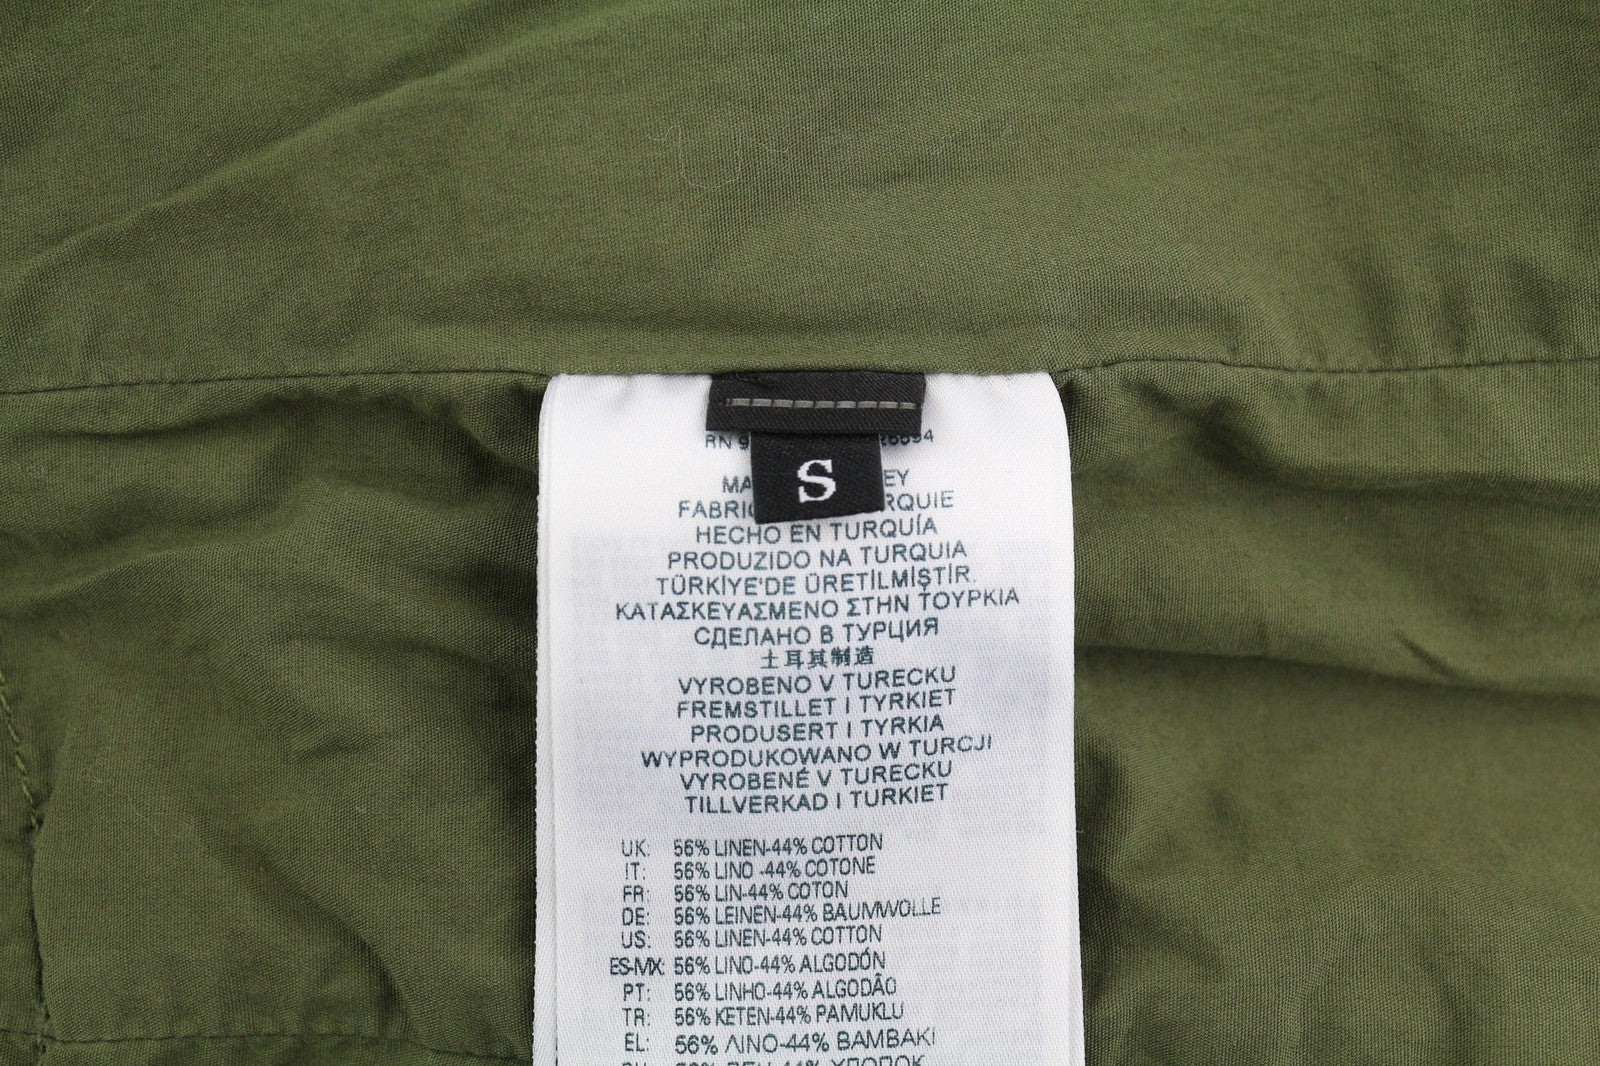 S
RN
HECHO EN TURQUÍA
PRODUZIDO NA TURQUIA
TÜRKİYE'DE ÜRETİLMİŞTİR.
ΚΑΤΑΣΚΕΥΑΣΜΕΝΟ ΣΤΗΝ ΤΟΥΡΚΙΑ
СДЕЛАНО В ТУРЦИЯ
土耳其制造
VYROBENO V TURECKU
FREMSTILLET I TYRKIET
PRODUSERT I TYRKIA
WYPRODUKOWANO W TURCJI
VYROBENÉ V TURECKU
TILLVERKAD I TURKIET
UK: 56% LINEN-44% COTTON
IT: 56% LINO -44% COTONE
FR: 56% LIN-44% COTON
DE: 56% LEINEN-44% BAUMWOLLE
US: 56% LINEN-44% COTTON
ES-MX: 56% LINO-44% ALGODÓN
PT: 56% LINHO-44% ALGODÃO
TR: 56% KETEN-44% PAMUKLU
EL: 56% ΛΙΝΟ-44% ΒΑΜΒΑΚΙ